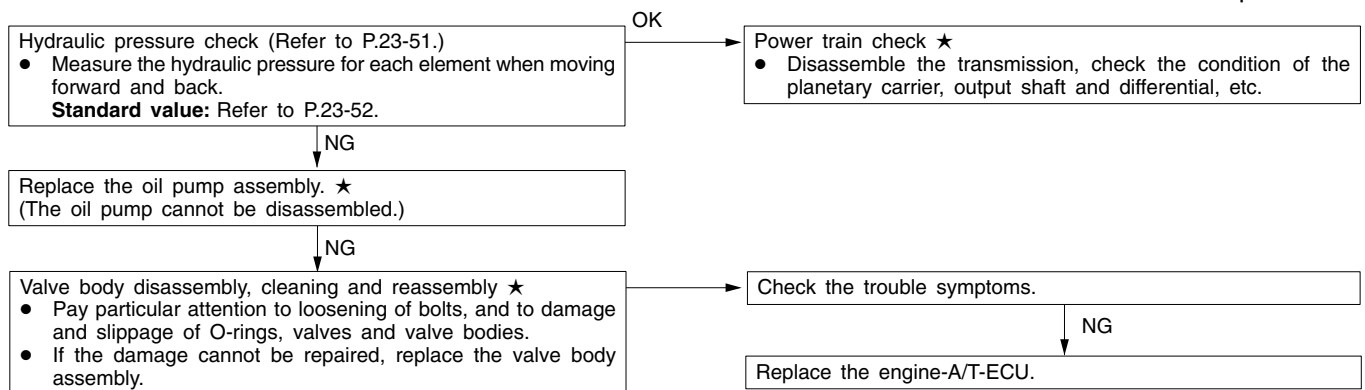 OK
Hydraulic pressure check (Refer to P.23-51.)
● Measure the hydraulic pressure for each element when moving
forward and back.
Standard value: Refer to P.23-52.
Power train check ★
● Disassemble the transmission, check the condition of the
planetary carrier, output shaft and differential, etc.
NG
Replace the oil pump assembly. ★
(The oil pump cannot be disassembled.)
NG
Valve body disassembly, cleaning and reassembly ★
● Pay particular attention to loosening of bolts, and to damage
and slippage of O-rings, valves and valve bodies.
● If the damage cannot be repaired, replace the valve body
assembly.
Check the trouble symptoms.
NG
Replace the engine-A/T-ECU.